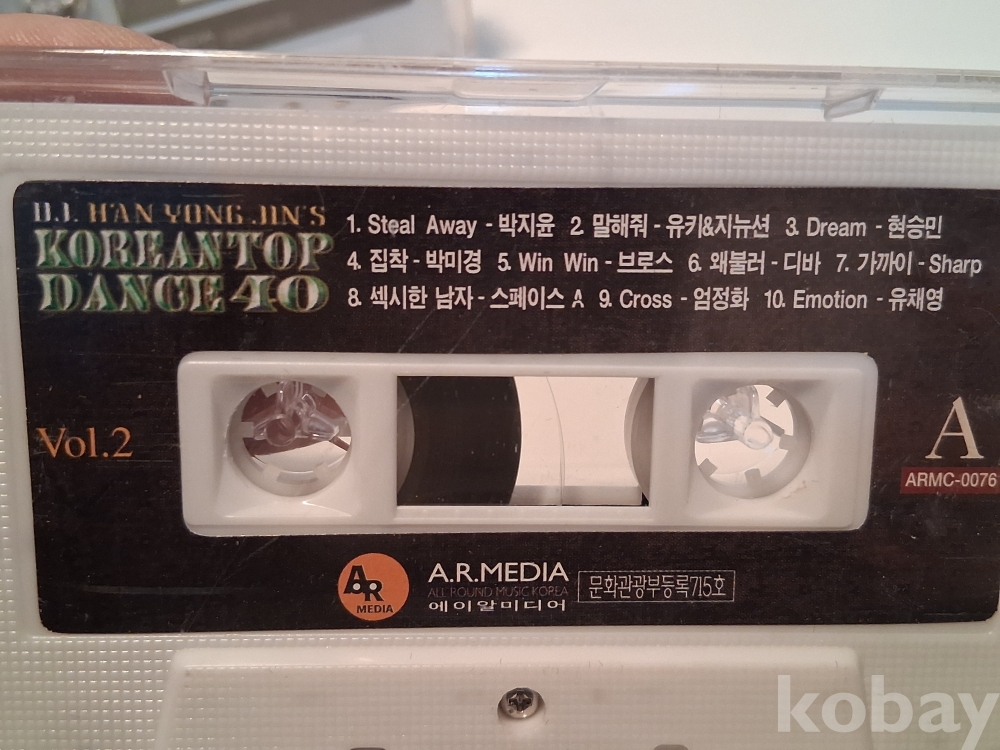 D.J. HAN YONG JIN'S
KOREAN TOP
DANCE 40
1. Steal Away - 박지윤 2. 말해줘 - 유키&지뉴션 3. Dream - 현승민
4. 집착 - 박미경 5. Win Win - 브로스 6. 왜불러 - 디바 7. 가까이 - Sharp
8. 섹시한 남자 - 스페이스 A 9. Cross - 엄정화 10. Emotion - 유채영
Vol.2
A
ARMC-0076
AR
MEDIA
A.R.MEDIA
ALL ROUND MUSIC KOREA
에이알미디어
문화관광부등록715호
kobay